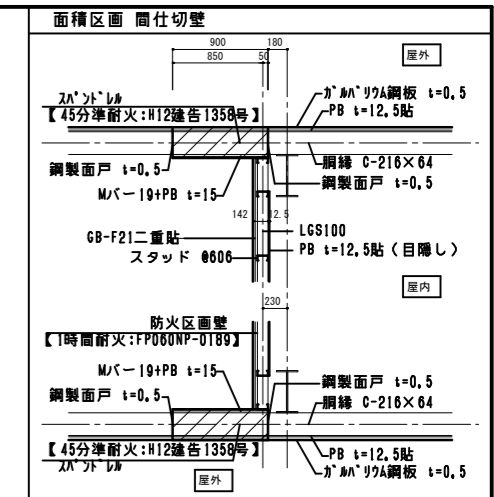 面積区画 間仕切壁
900
180
850
50
屋外
スパンドレル
【45分準耐火:H12建告1358号】
ガルバリウム鋼板 t=0.5
PB t=12.5貼
鋼製面戸 t=0.5
胴縁 C-216×64
Mバー19+PB t=15
鋼製面戸 t=0.5
142
12.5
GB-F21二重貼
LGS100
スタッド @606
PB t=12.5貼(目隠し)
屋内
230
防火区画壁
【1時間耐火:FP060NP-0189】
Mバー19+PB t=15
鋼製面戸 t=0.5
鋼製面戸 t=0.5
胴縁 C-216×64
【45分準耐火:H12建告1358号】
スパンドレル
PB t=12.5貼
ガルバリウム鋼板 t=0.5
屋外